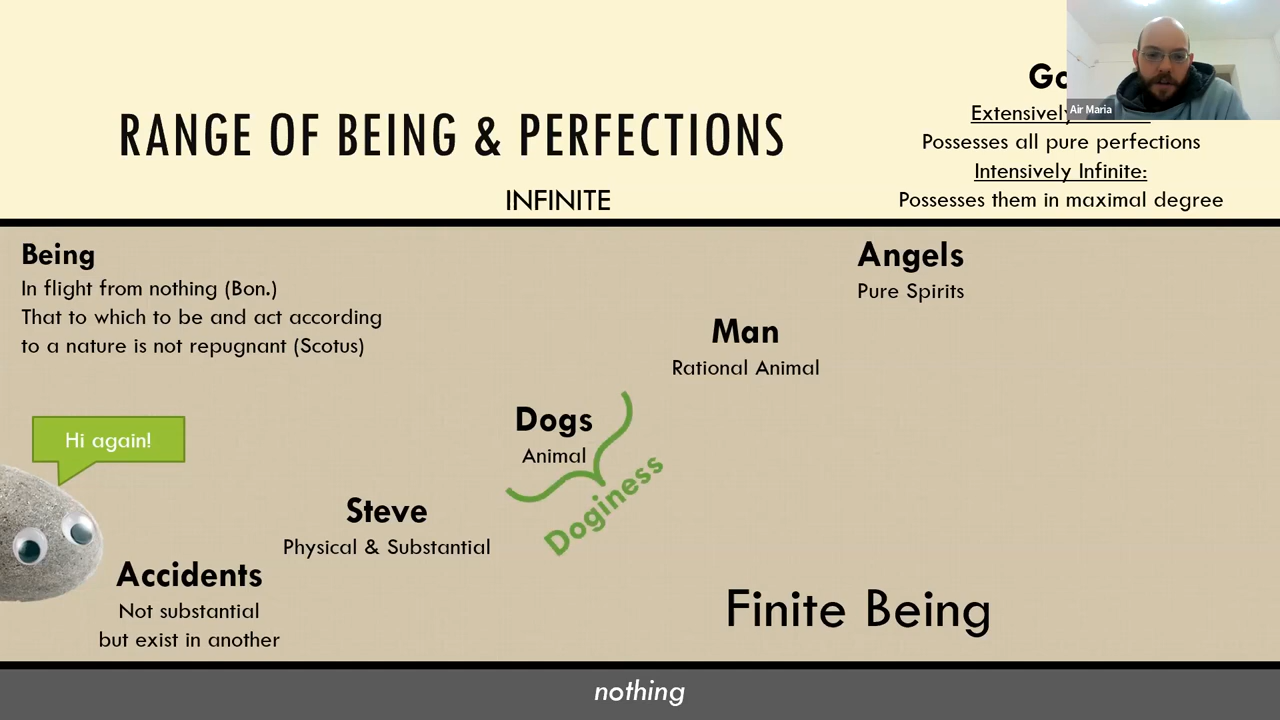 RANGE OF BEING & PERFECTIONS
INFINITE
Air Maria
Extensively
Possesses all pure perfections
Intensively Infinite:
Possesses them in maximal degree
Being
In flight from nothing (Bon.)
That to which to be and act according
to a nature is not repugnant (Scotus)
Angels
Pure Spirits
Man
Rational Animal
Dogs
Animal
Doginess
Hi again!
Steve
Physical & Substantial
Accidents
Not substantial
but exist in another
Finite Being
nothing